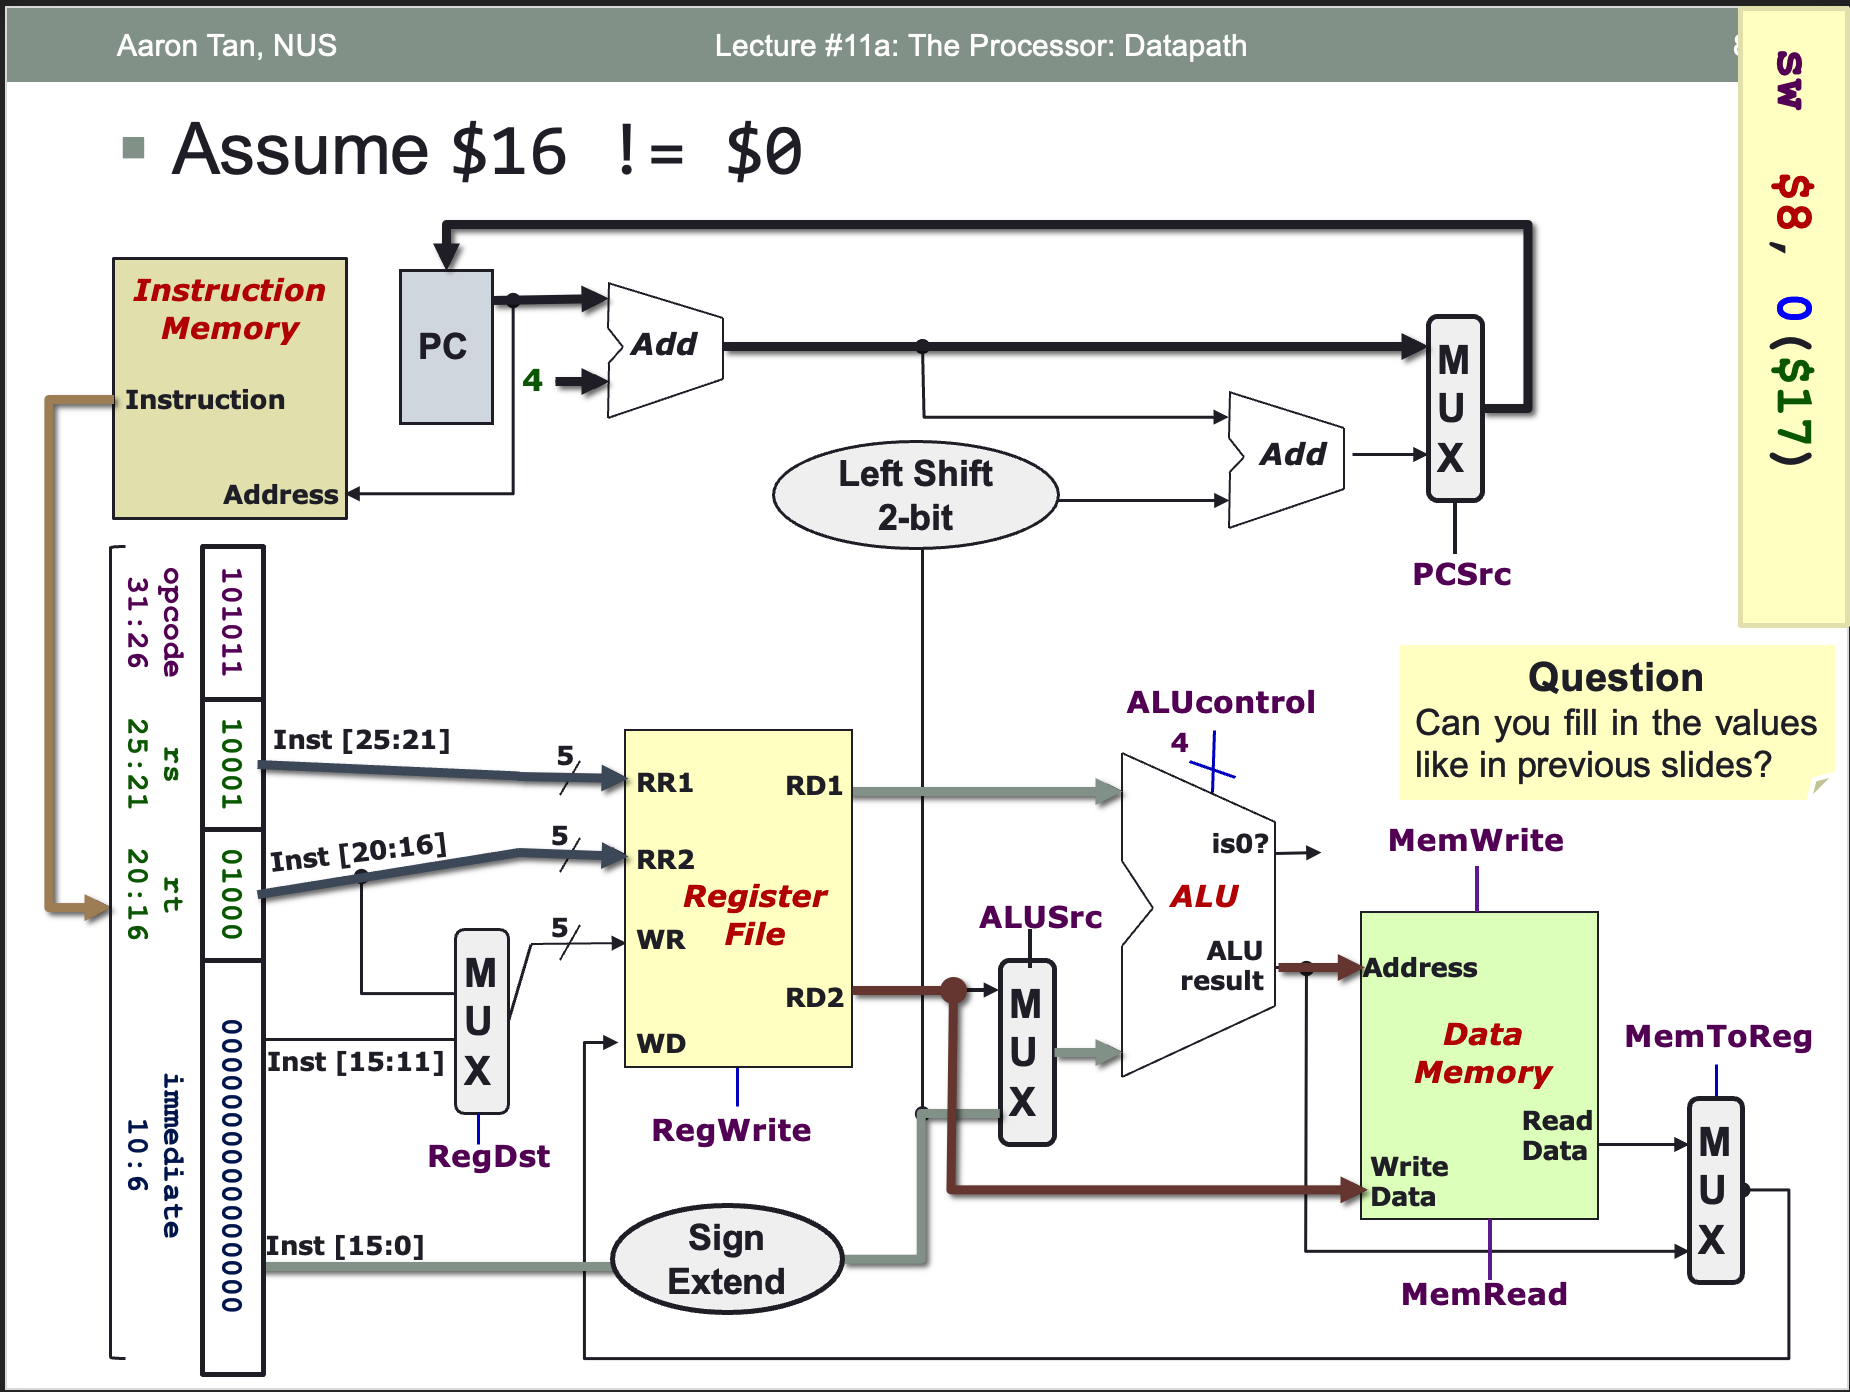 Aaron Tan, NUS
Lecture #11a: The Processor: Datapath
Assume $16 != $0
sw $8, 0($17)
Instruction
Memory
Instruction
Address
PC
4
Add
Left Shift
2-bit
Add
M
U
X
PCSrc
opcode
31:26
101011
rs
25:21
10001
rt
20:16
01000
immediate
10:6
0000000000000000
Inst [25:21]
5
Inst [20:16]
5
5
Inst [15:11]
Inst [15:0]
M
U
X
RegDst
RR1
RR2
WR
WD
RD1
RD2
Register
File
RegWrite
Sign
Extend
ALUSrc
M
U
X
ALUcontrol
4
is0?
ALU
ALU
result
Question
Can you fill in the values
like in previous slides?
MemWrite
Address
Data
Memory
Read
Data
Write
Data
MemRead
MemToReg
M
U
X